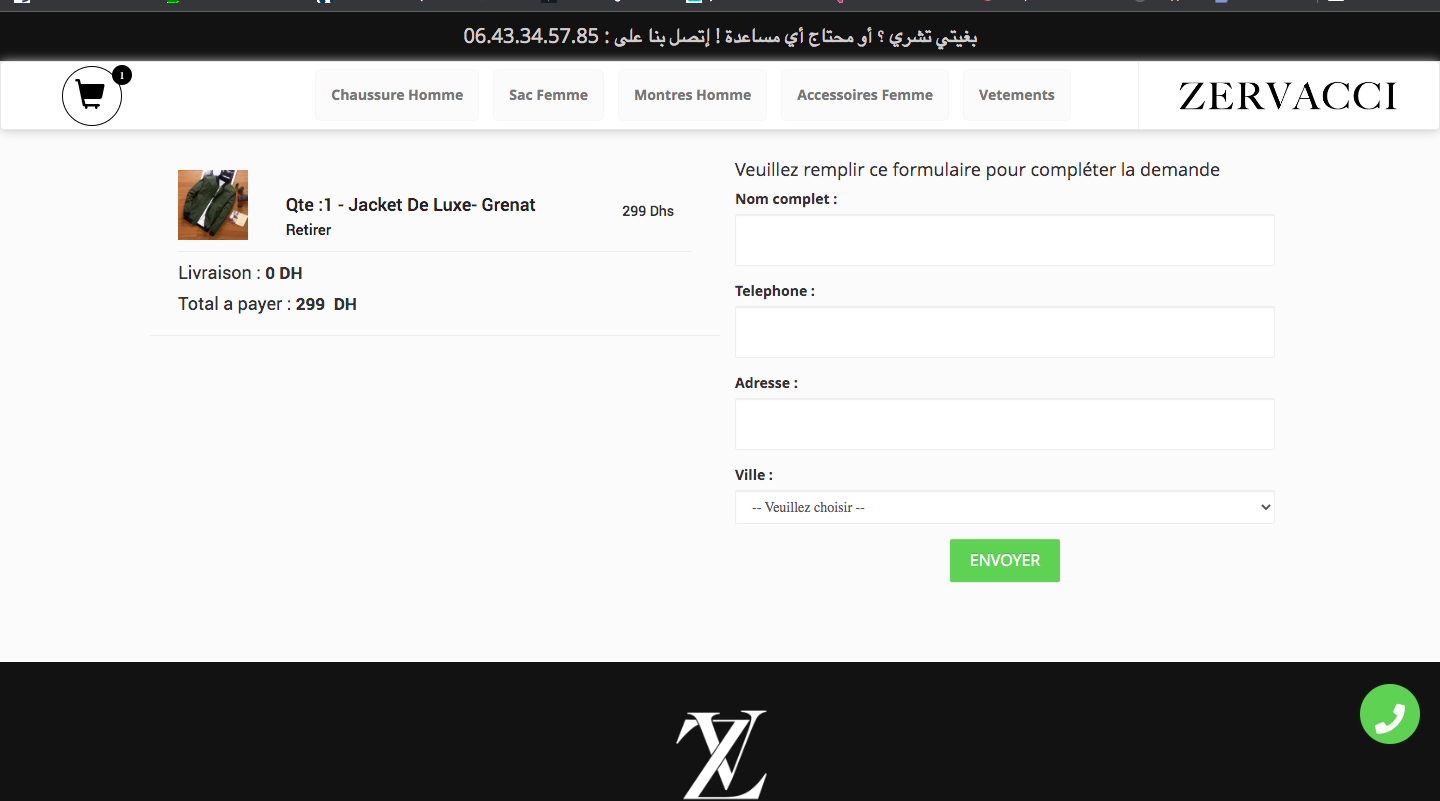 بغيتي تشري ؟ أو محتاج أي مساعدة ! إتصل بنا على : 06.43.34.57.85
1
Chaussure Homme
Sac Femme
Montres Homme
Accessoires Femme
Vetements
ZERVACCI
Qte :1 - Jacket De Luxe- Grenat
299 Dhs
Retirer
Livraison : 0 DH
Total a payer : 299 DH
Veuillez remplir ce formulaire pour compléter la demande
Nom complet :
Telephone :
Adresse :
Ville :
-- Veuillez choisir --
ENVOYER